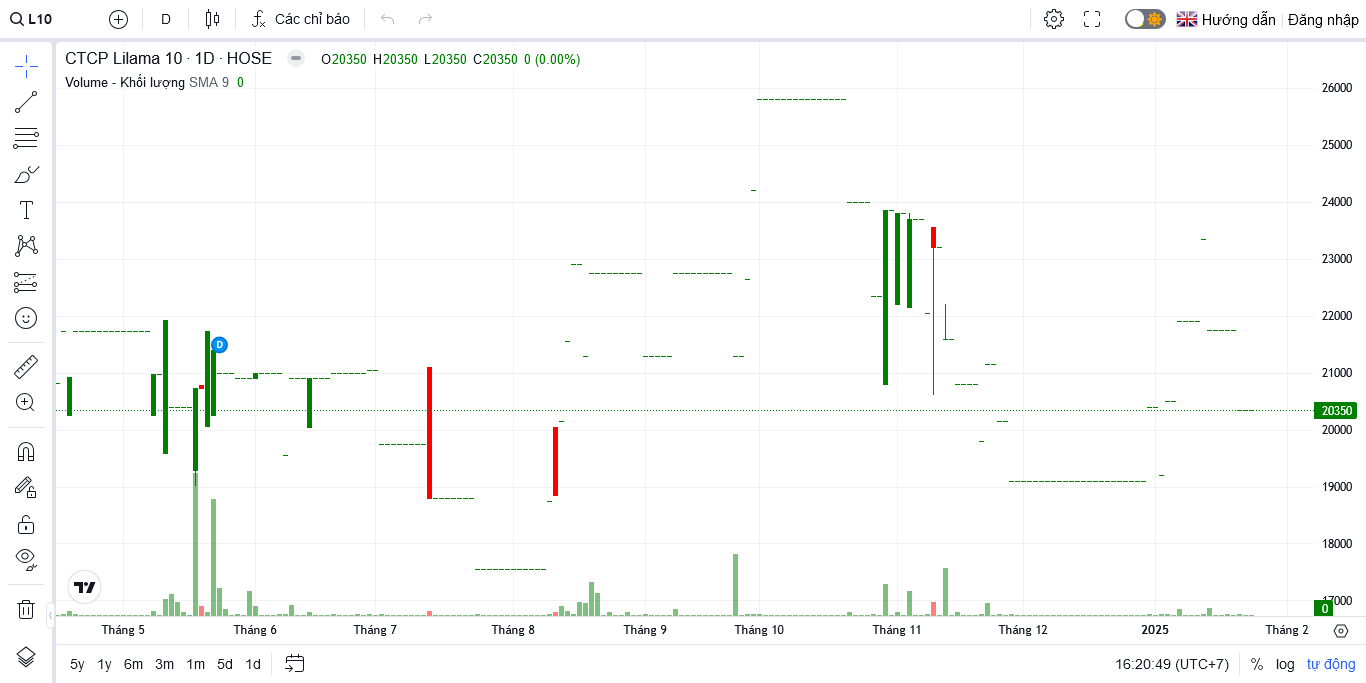 L10 D Các chỉ báo Hướng dẫn Đăng nhập
CTCP Lilama 10 · 1D · HOSE O20350 H20350 L20350 C20350 0 (0.00%)
Volume - Khối lượng SMA 9 0
26000
25000
24000
23000
22000
D
21000
20350
20000
19000
18000
17000
0
Tháng 5 Tháng 6 Tháng 7 Tháng 8 Tháng 9 Tháng 10 Tháng 11 Tháng 12 2025 Tháng 2
5y 1y 6m 3m 1m 5d 1d 16:20:49 (UTC+7) % log tự động